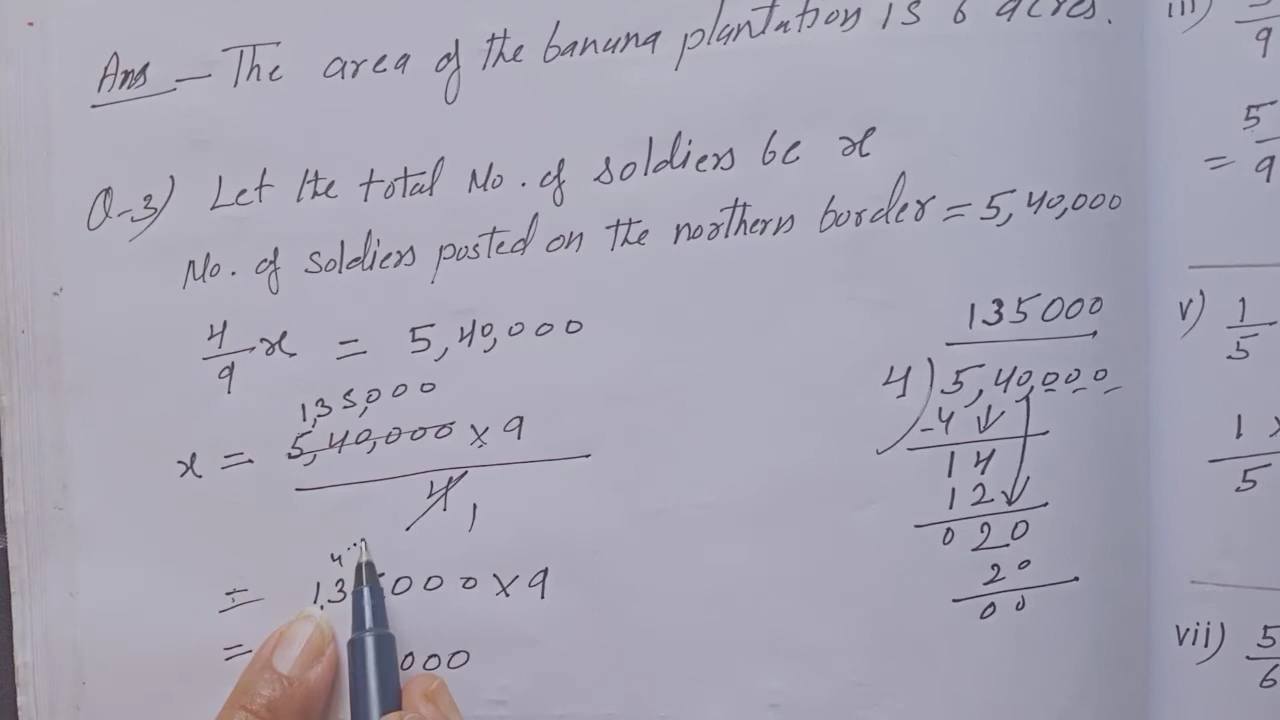 Ans - The area of the banana plantation is 6 acres.
Q-3) Let the total No. of soldiers be x
No. of soldiers posted on the northern border = 5,40,000
4/9 x = 5,40,000
1,35,000
x = 5,40,000 x 9
4 1
4
= 1,3 000 x 9
= 000
135000
4) 5,40,000
-4
14
12
020
20
00
iii)
9
= 5/9
v) 1/5
1 x
5
vii) 5/6